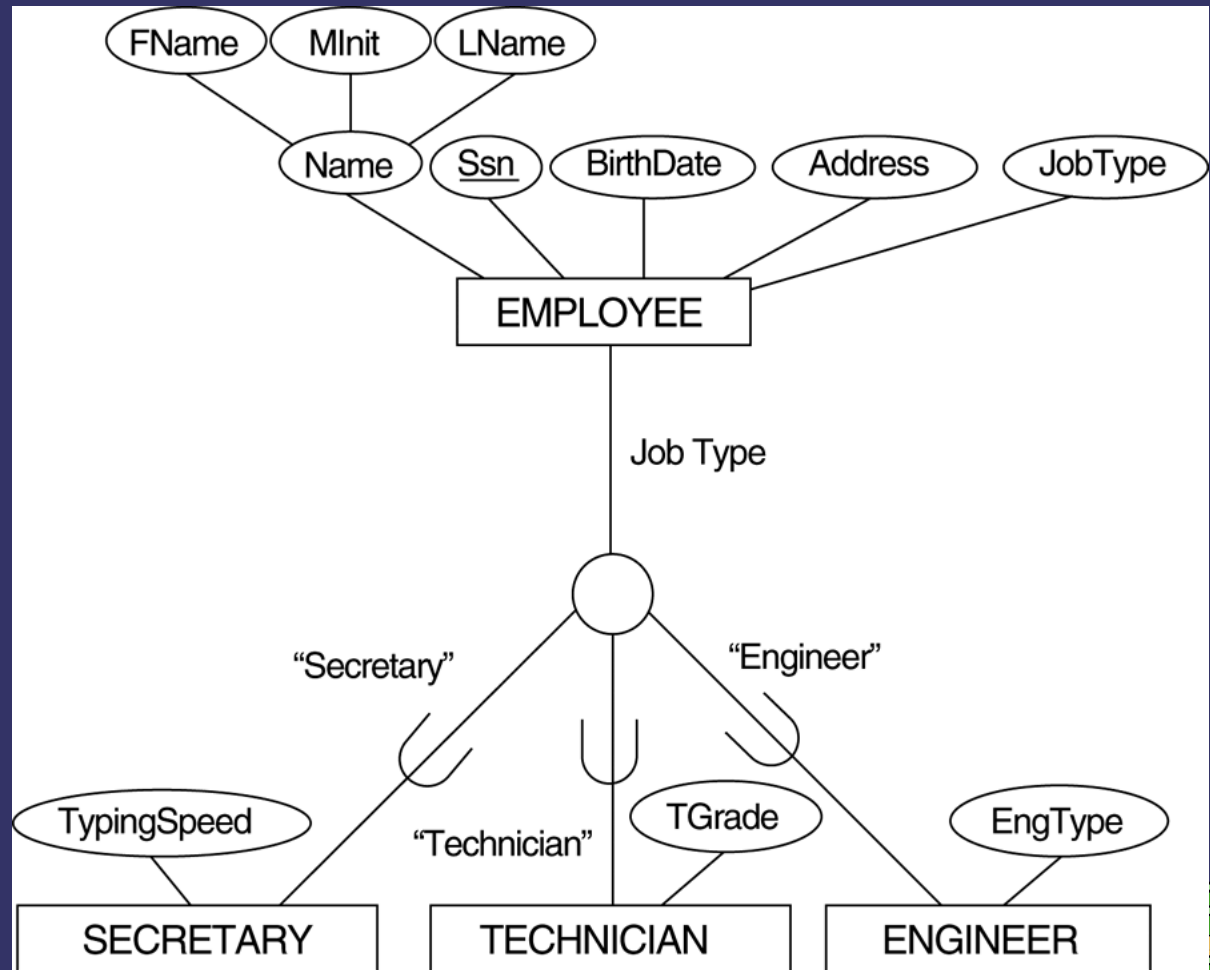 FName MInit LName
Name Ssn BirthDate Address JobType
EMPLOYEE
Job Type
“Secretary” “Engineer”
TypingSpeed “Technician” TGrade EngType
SECRETARY TECHNICIAN ENGINEER